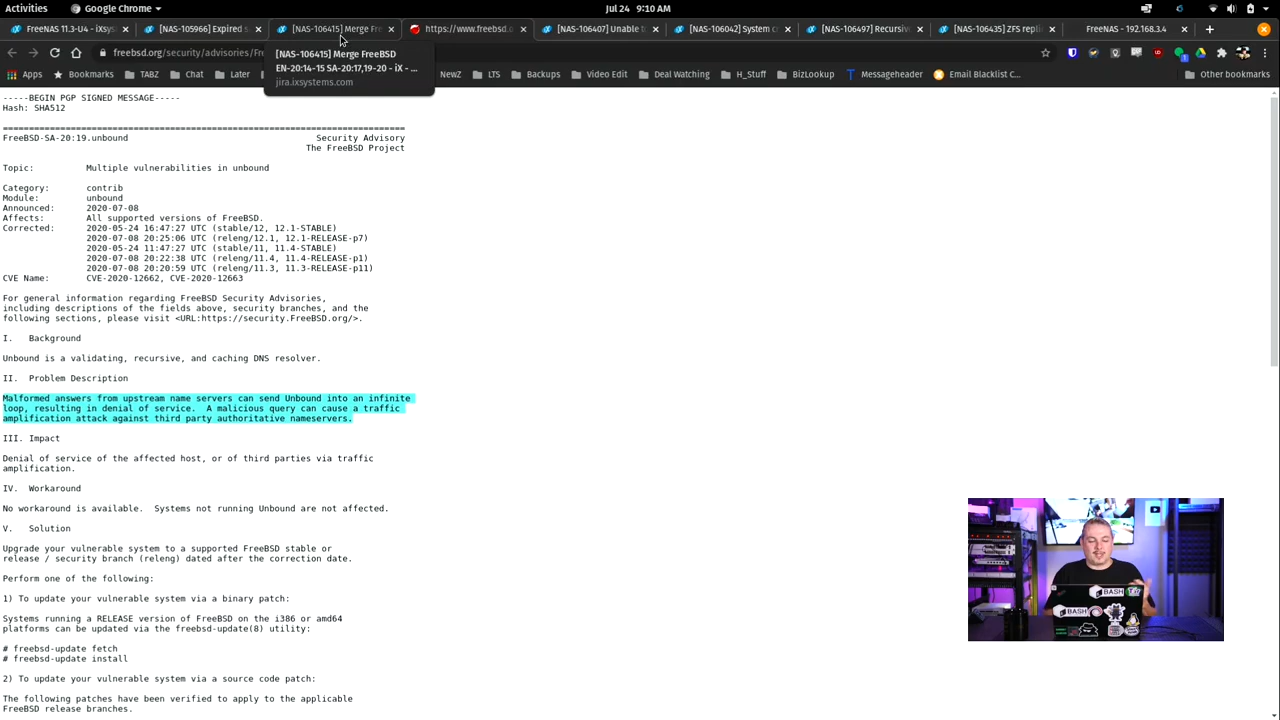 Activities
Google Chrome
Jul 24 9:10 AM
FreeNAS 11.3-U4 - iXsys
[NAS-105966] Expired s
[NAS-106415] Merge Fre
https://www.freebsd.o
[NAS-106407] Unable t
[NAS-106042] System c
[NAS-106497] Recursiv
[NAS-106435] ZFS replic
FreeNAS - 192.168.3.4
freebsd.org/security/advisories/Fr
[NAS-106415] Merge FreeBSD
EN-20:14-15 SA-20:17,19-20 - iX - ...
jira.ixsystems.com
Apps
Bookmarks
TABZ
Chats
Later
NewZ
LTS
Backups
Video Edit
Deal Watching
H_Stuff
BizLookup
Messageheader
Email Blacklist C...
Other bookmarks
-----BEGIN PGP SIGNED MESSAGE-----
Hash: SHA512
=============================================================================
FreeBSD-SA-20:19.unbound Security Advisory
The FreeBSD Project
Topic: Multiple vulnerabilities in unbound
Category: contrib
Module: unbound
Announced: 2020-07-08
Affects: All supported versions of FreeBSD.
Corrected: 2020-05-24 16:47:27 UTC (stable/12, 12.1-STABLE)
2020-07-08 20:25:06 UTC (releng/12.1, 12.1-RELEASE-p7)
2020-05-24 11:47:27 UTC (stable/11, 11.4-STABLE)
2020-07-08 20:22:38 UTC (releng/11.4, 11.4-RELEASE-p1)
2020-07-08 20:20:59 UTC (releng/11.3, 11.3-RELEASE-p11)
CVE Name: CVE-2020-12662, CVE-2020-12663
For general information regarding FreeBSD Security Advisories,
including descriptions of the fields above, security branches, and the
following sections, please visit <URL:https://security.FreeBSD.org/>.
I. Background
Unbound is a validating, recursive, and caching DNS resolver.
II. Problem Description
Malformed answers from upstream name servers can send Unbound into an infinite
loop, resulting in denial of service. A malicious query can cause a traffic
amplification attack against third party authoritative nameservers.
III. Impact
Denial of service of the affected host, or of third parties via traffic
amplification.
IV. Workaround
No workaround is available. Systems not running Unbound are not affected.
V. Solution
Upgrade your vulnerable system to a supported FreeBSD stable or
release / security branch (releng) dated after the correction date.
Perform one of the following:
1) To update your vulnerable system via a binary patch:
Systems running a RELEASE version of FreeBSD on the i386 or amd64
platforms can be updated via the freebsd-update(8) utility:
# freebsd-update fetch
# freebsd-update install
2) To update your vulnerable system via a source code patch:
The following patches have been verified to apply to the applicable
FreeBSD release branches.
BASH
BASH